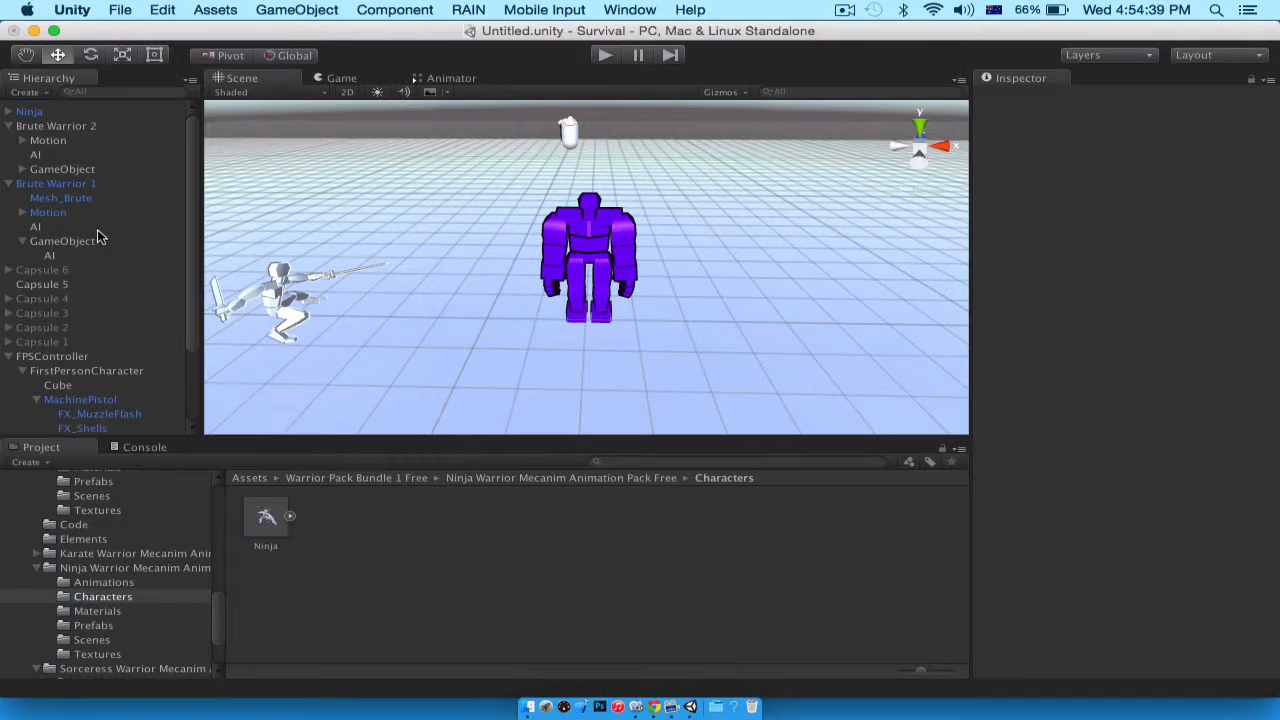 Unity File Edit Assets GameObject Component RAIN Mobile Input Window Help 66% Wed 4:54:39 PM
Untitled.unity - Survival - PC, Mac & Linux Standalone
Pivot Global Layers Layout
Hierarchy Scene Game Animator Inspector
Create All Shaded 2D Gizmos All
Ninja
Brute Warrior 2
Motion
AI
GameObject
Brute Warrior 1
Mesh_Brute
Motion
AI
GameObject
AI
Capsule 6
Capsule 5
Capsule 4
Capsule 3
Capsule 2
Capsule 1
FPSController
FirstPersonCharacter
Cube
MachinePistol
FX_MuzzleFlash
FX_Shells
y
x
Project Console
Create
Prefabs
Scenes
Textures
Code
Elements
Karate Warrior Mecanim Ani
Ninja Warrior Mecanim Anim
Animations
Characters
Materials
Prefabs
Scenes
Textures
Sorceress Warrior Mecanim A
Assets Warrior Pack Bundle 1 Free Ninja Warrior Mecanim Animation Pack Free Characters
Ninja